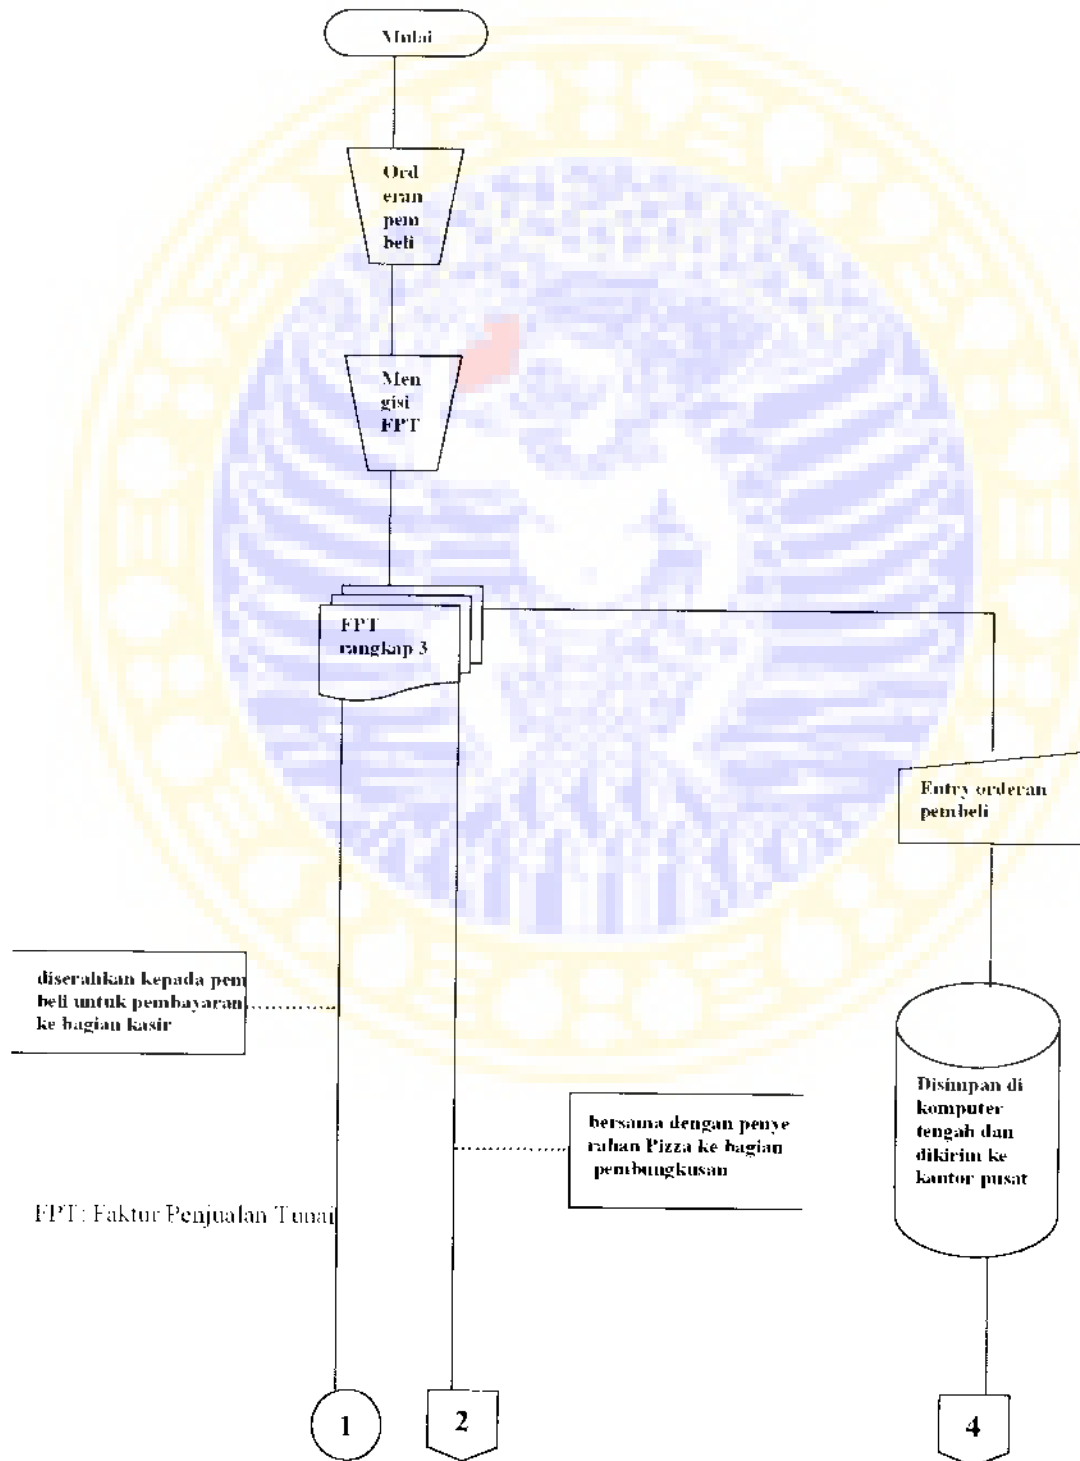 Mulai
Ord
eran
pem
beli
Men
gisi
FPT
FPT
rangkap 3
Entry orderan
pembeli
diserahkan kepada pem
beli untuk pembayaran
ke bagian kasir
Disimpan di
komputer
tengah dan
dikirim ke
kantor pusat
bersama dengan penye
rahan Pizza ke bagian
pembungkusan
FPT: Faktur Penjualan Tunai
1
2
4